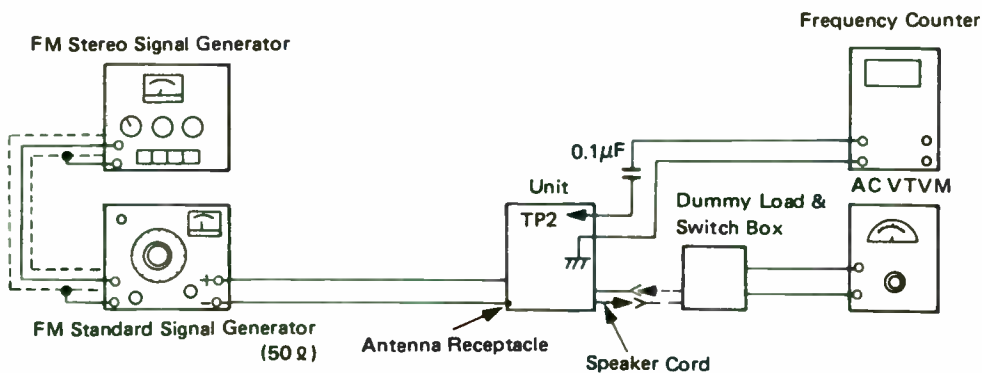 Frequency Counter
FM Stereo Signal Generator
0.1μF
Unit
TP2
AC VTVM
Dummy Load &
Switch Box
+
−
FM Standard Signal Generator
(50 Ω)
Antenna Receptacle
Speaker Cord